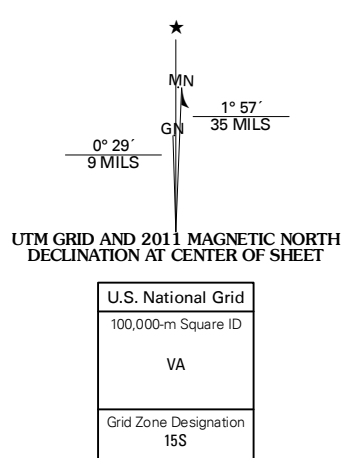 ★
MN
1° 57´
35 MILS
GN
0° 29´
9 MILS
UTM GRID AND 2011 MAGNETIC NORTH
DECLINATION AT CENTER OF SHEET
U.S. National Grid
100,000-m Square ID
VA
Grid Zone Designation
15S